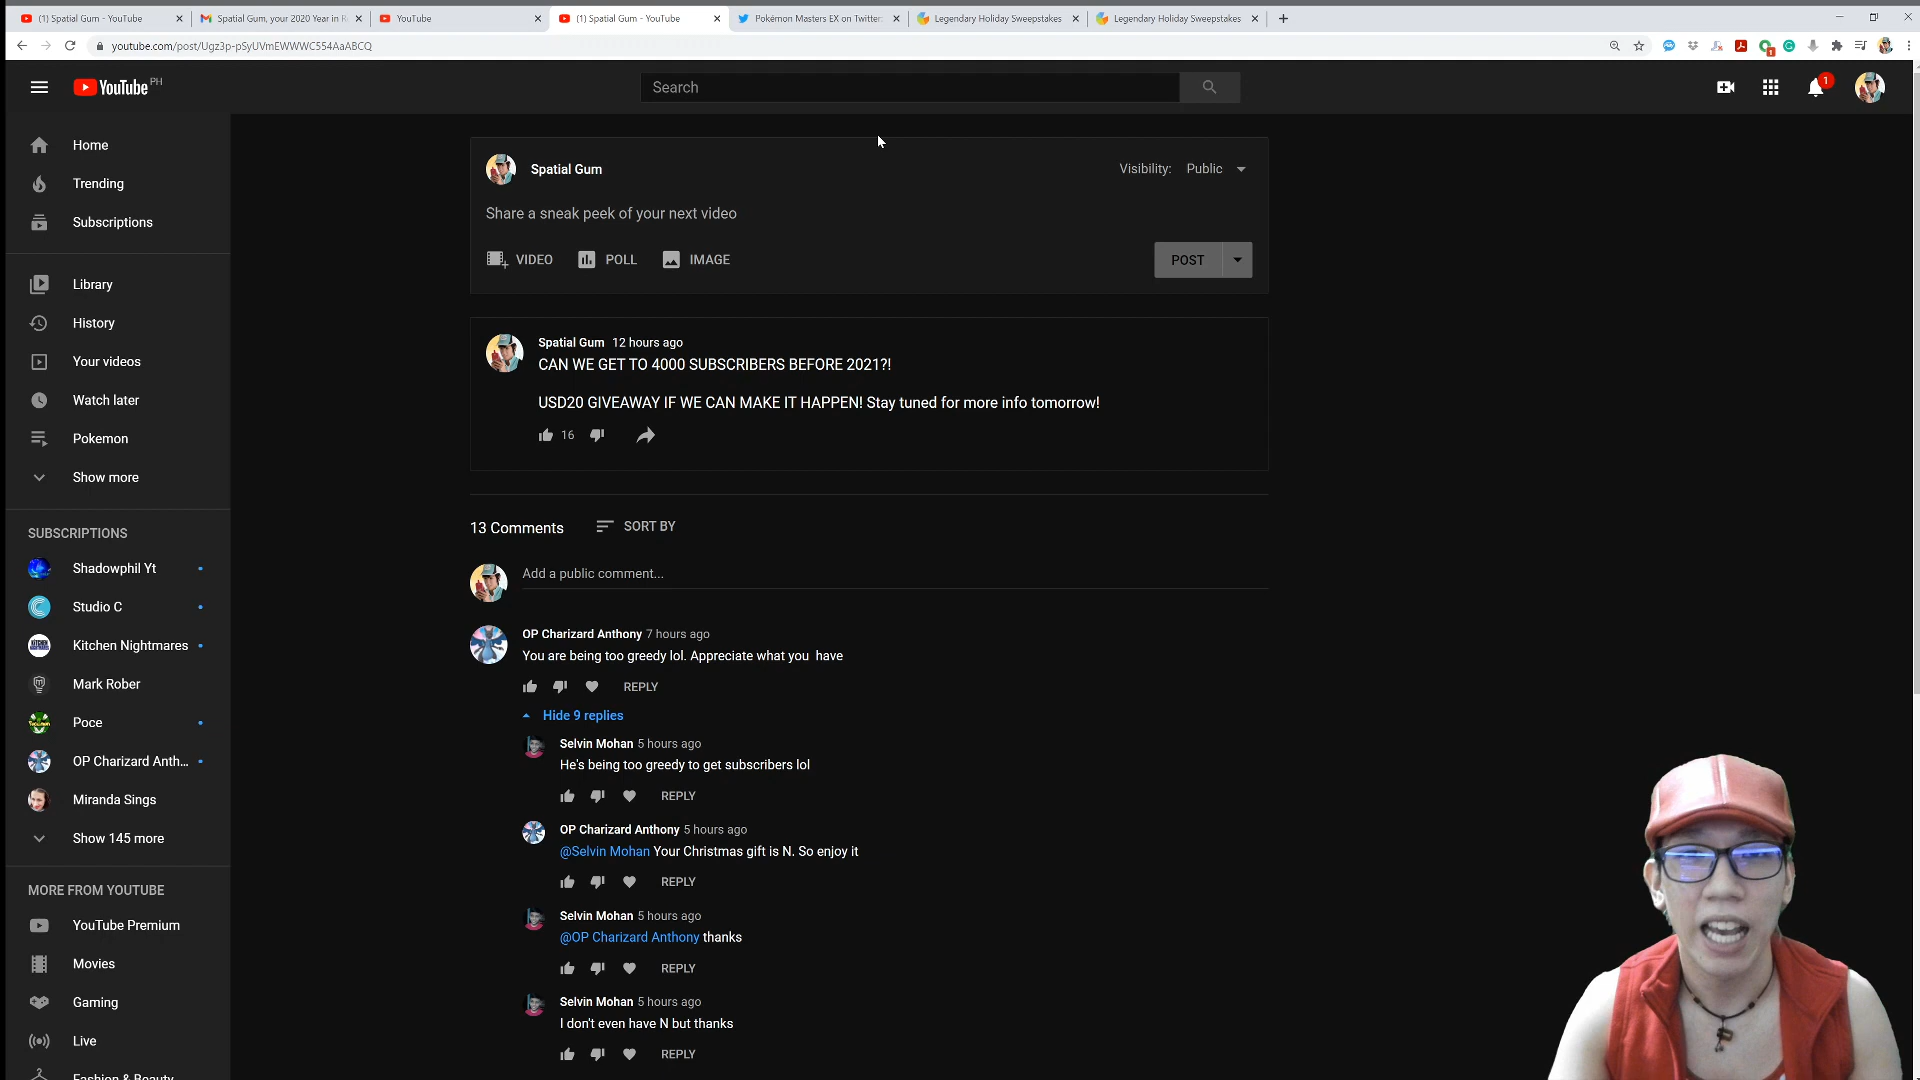 (1) Spatial Gum - YouTube
Spatial Gum, your 2020 Year in R
YouTube
(1) Spatial Gum - YouTube
Pokémon Masters EX on Twitter:
Legendary Holiday Sweepstakes
Legendary Holiday Sweepstakes
youtube.com/post/Ugz3p-pSyUVmEWWWC554AaABCQ
YouTube PH
Search
1
Home
Trending
Subscriptions
Library
History
Your videos
Watch later
Pokemon
Show more
SUBSCRIPTIONS
Shadowphil Yt
Studio C
Kitchen Nightmares
Mark Rober
Poce
OP Charizard Anth...
Miranda Sings
Show 145 more
MORE FROM YOUTUBE
YouTube Premium
Movies
Gaming
Live
Fashion & Beauty
Spatial Gum
Visibility: Public
Share a sneak peek of your next video
VIDEO POLL IMAGE
POST
Spatial Gum 12 hours ago
CAN WE GET TO 4000 SUBSCRIBERS BEFORE 2021?!
USD20 GIVEAWAY IF WE CAN MAKE IT HAPPEN! Stay tuned for more info tomorrow!
16
13 Comments SORT BY
Add a public comment...
OP Charizard Anthony 7 hours ago
You are being too greedy lol. Appreciate what you have
REPLY
Hide 9 replies
Selvin Mohan 5 hours ago
He's being too greedy to get subscribers lol
REPLY
OP Charizard Anthony 5 hours ago
@Selvin Mohan Your Christmas gift is N. So enjoy it
REPLY
Selvin Mohan 5 hours ago
@OP Charizard Anthony thanks
REPLY
Selvin Mohan 5 hours ago
I don't even have N but thanks
REPLY